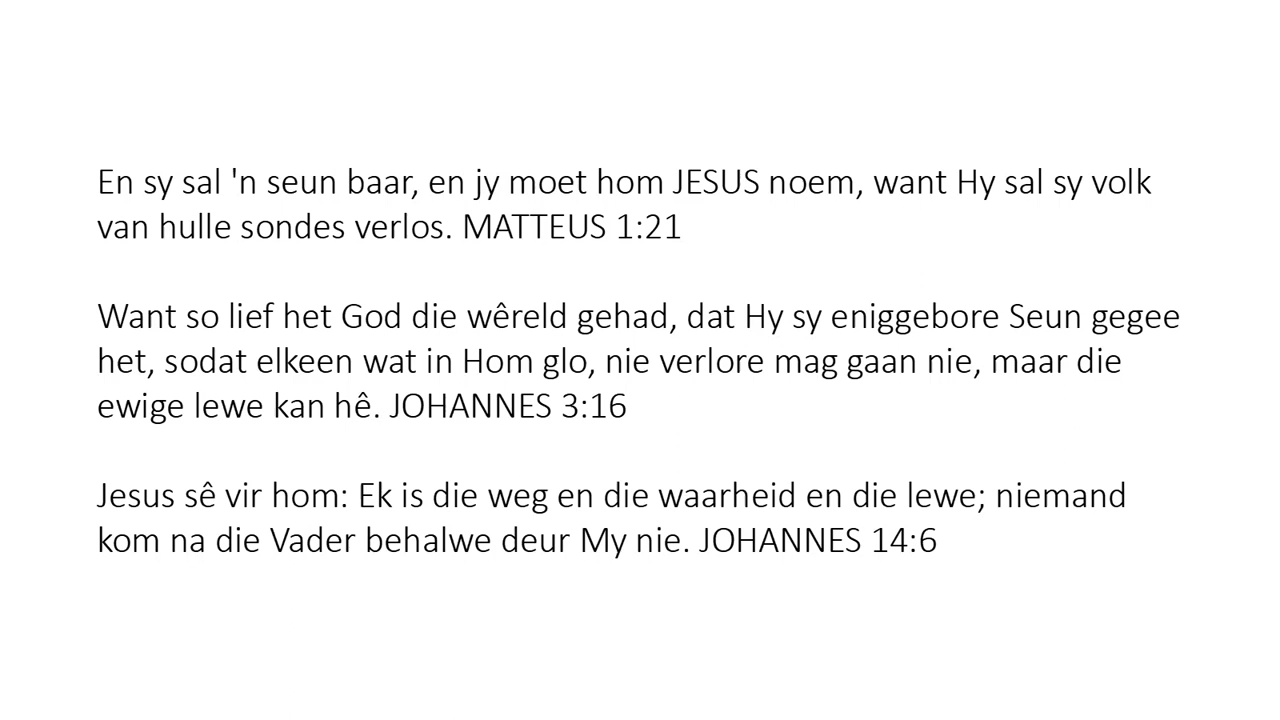 En sy sal 'n seun baar, en jy moet hom JESUS noem, want Hy sal sy volk
van hulle sondes verlos. MATTEUS 1:21
Want so lief het God die wêreld gehad, dat Hy sy eniggebore Seun gegee
het, sodat elkeen wat in Hom glo, nie verlore mag gaan nie, maar die
ewige lewe kan hê. JOHANNES 3:16
Jesus sê vir hom: Ek is die weg en die waarheid en die lewe; niemand
kom na die Vader behalwe deur My nie. JOHANNES 14:6